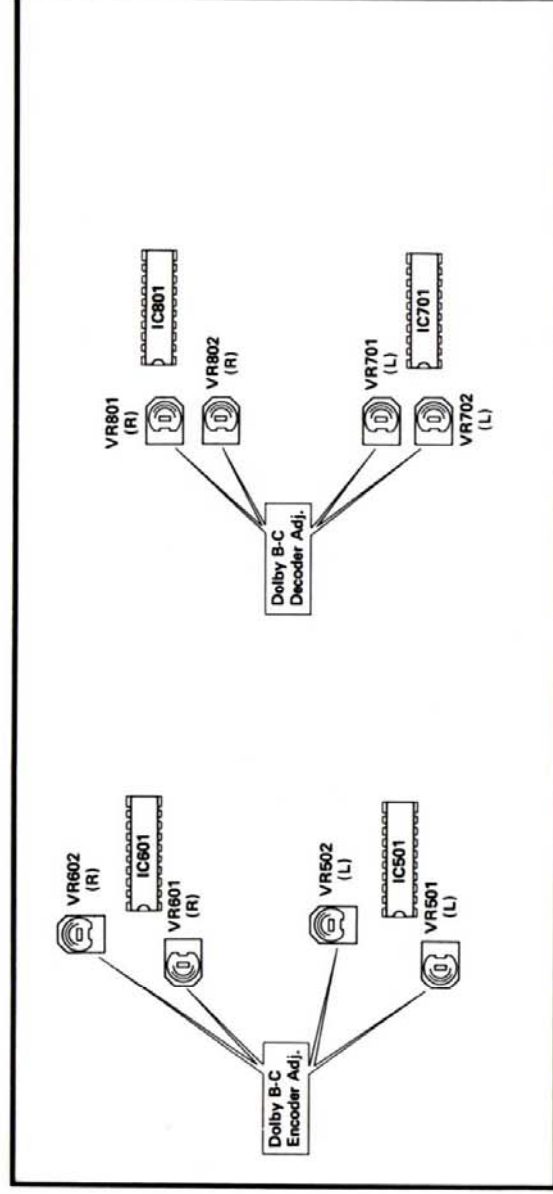 Dolby B-C
Encoder Adj.
VR602
(R)
IC601
VR601
(R)
VR502
(L)
IC501
VR501
(L)
Dolby B-C
Decoder Adj.
VR801
(R)
IC801
VR802
(R)
VR701
(L)
IC701
VR702
(L)